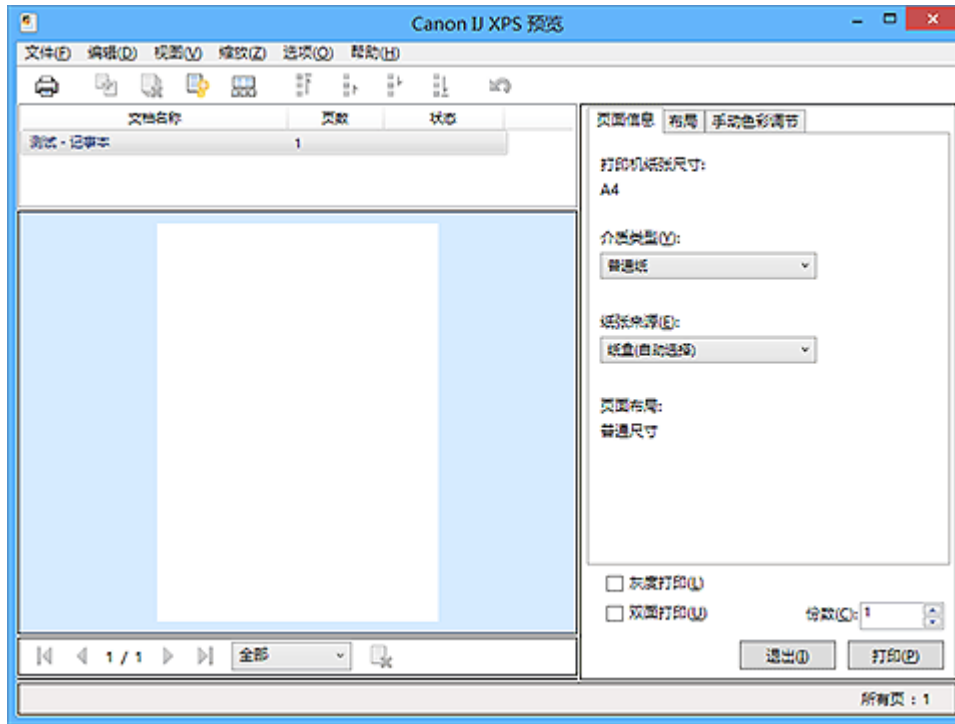 Canon IJ XPS 预览
文件(F) 编辑(D) 视图(V) 缩放(Z) 选项(O) 帮助(H)
文档名称 页数 状态
测试 - 记事本 1
页面信息 布局 手动色彩调节
打印机纸张尺寸:
A4
介质类型(Y):
普通纸
纸张来源(E):
纸盒(自动选择)
页面布局:
普通尺寸
灰度打印(L)
双面打印(U) 份数(C): 1
1 / 1 全部
退出(I) 打印(P)
所有页 : 1